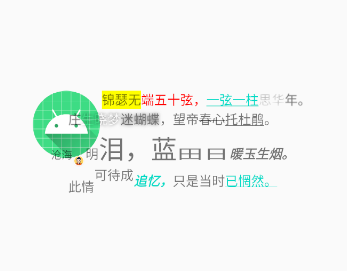 锦瑟无端五十弦，一弦一柱思华年。
庄生晓梦迷蝴蝶，望帝春心托杜鹃。
沧海月明泪，蓝田日暖玉生烟。
此情可待成追忆，只是当时已惘然。